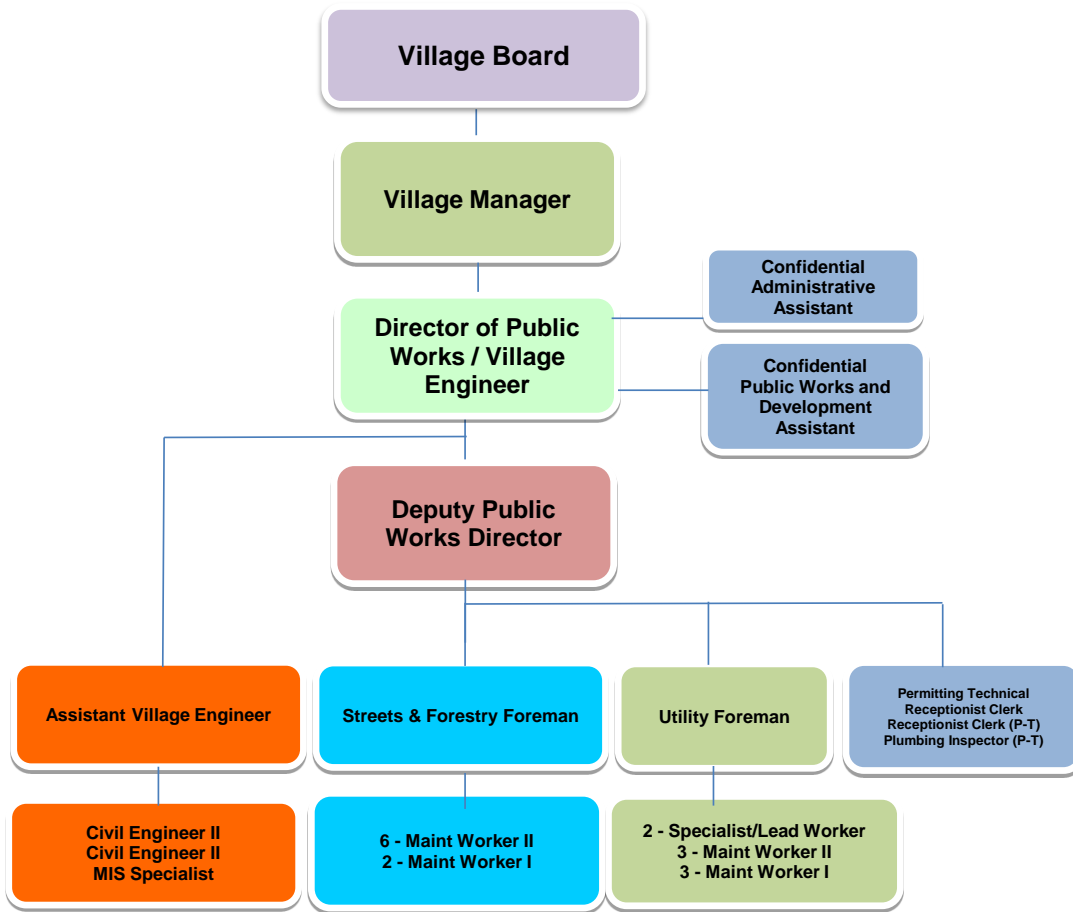 Village Board
Village Manager
Confidential
Administrative
Assistant
Director of Public
Works / Village
Engineer
Confidential
Public Works and
Development
Assistant
Deputy Public
Works Director
Assistant Village Engineer
Streets & Forestry Foreman
Utility Foreman
Permitting Technical
Receptionist Clerk
Receptionist Clerk (P-T)
Plumbing Inspector (P-T)
Civil Engineer II
Civil Engineer II
MIS Specialist
6 - Maint Worker II
2 - Maint Worker I
2 - Specialist/Lead Worker
3 - Maint Worker II
3 - Maint Worker I